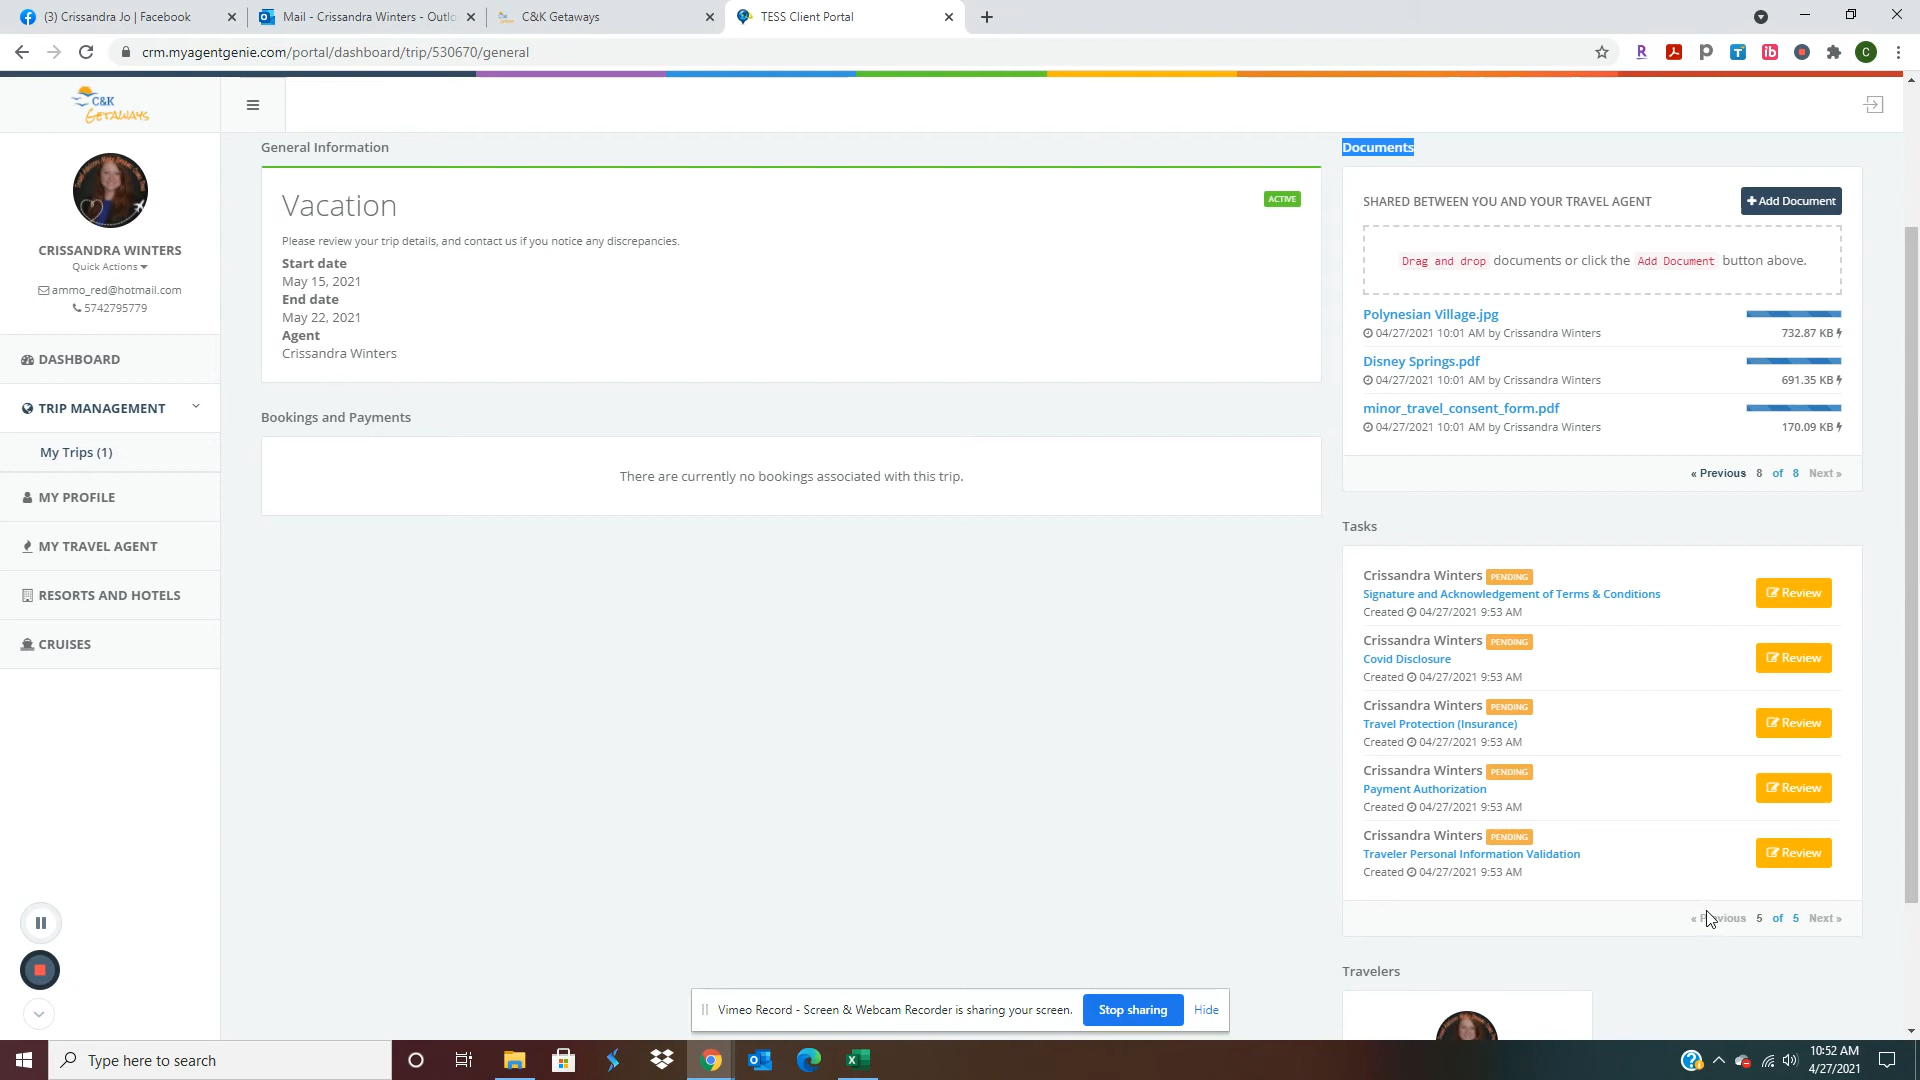 (3) Crissandra Jo | Facebook
Mail - Crissandra Winters - Outlo
C&K Getaways
TESS Client Portal
crm.myagentgenie.com/portal/dashboard/trip/530670/general
C&K
GETAWAYS
CRISSANDRA WINTERS
Quick Actions
ammo_red@hotmail.com
5742795779
DASHBOARD
TRIP MANAGEMENT
My Trips (1)
MY PROFILE
MY TRAVEL AGENT
RESORTS AND HOTELS
CRUISES
General Information
Vacation
ACTIVE
Please review your trip details, and contact us if you notice any discrepancies.
Start date
May 15, 2021
End date
May 22, 2021
Agent
Crissandra Winters
Bookings and Payments
There are currently no bookings associated with this trip.
Documents
SHARED BETWEEN YOU AND YOUR TRAVEL AGENT
+ Add Document
Drag and drop documents or click the Add Document button above.
Polynesian Village.jpg
04/27/2021 10:01 AM by Crissandra Winters 732.87 KB
Disney Springs.pdf
04/27/2021 10:01 AM by Crissandra Winters 691.35 KB
minor_travel_consent_form.pdf
04/27/2021 10:01 AM by Crissandra Winters 170.09 KB
« Previous 8 of 8 Next »
Tasks
Crissandra Winters PENDING
Signature and Acknowledgement of Terms & Conditions
Created 04/27/2021 9:53 AM
Review
Crissandra Winters PENDING
Covid Disclosure
Created 04/27/2021 9:53 AM
Review
Crissandra Winters PENDING
Travel Protection (Insurance)
Created 04/27/2021 9:53 AM
Review
Crissandra Winters PENDING
Payment Authorization
Created 04/27/2021 9:53 AM
Review
Crissandra Winters PENDING
Traveler Personal Information Validation
Created 04/27/2021 9:53 AM
Review
« Previous 5 of 5 Next »
Travelers
Vimeo Record - Screen & Webcam Recorder is sharing your screen.
Stop sharing
Hide
Type here to search
10:52 AM
4/27/2021